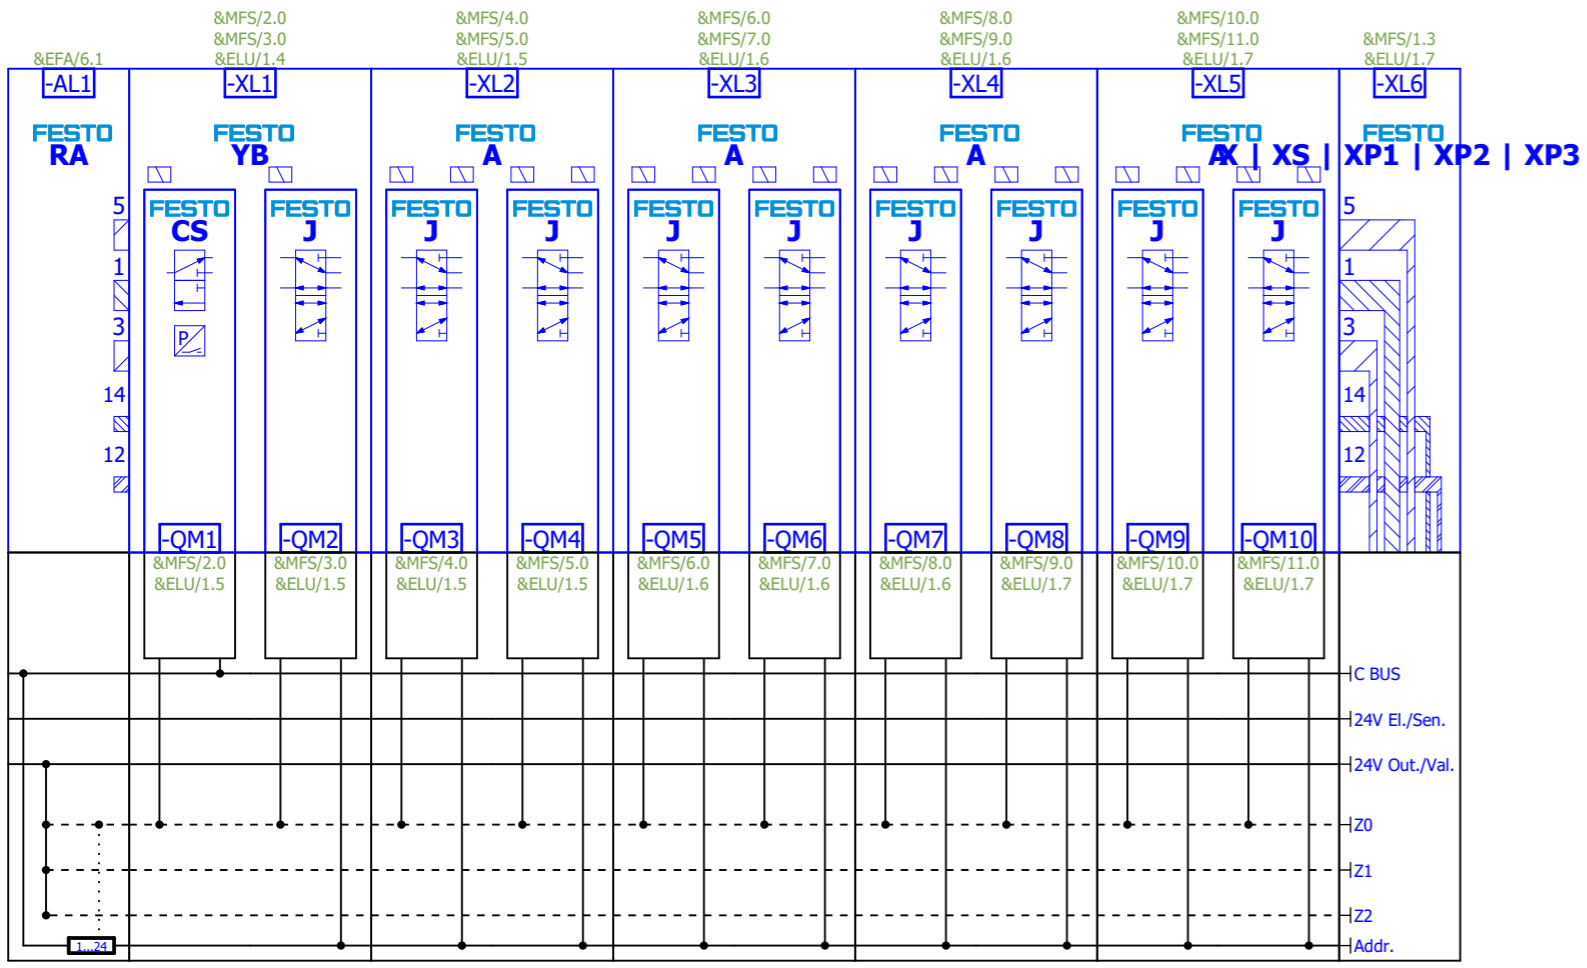 &MFS/2.0 &MFS/4.0 &MFS/6.0 &MFS/8.0 &MFS/10.0
&MFS/3.0 &MFS/5.0 &MFS/7.0 &MFS/9.0 &MFS/11.0 &MFS/1.3
&EFA/6.1 &ELU/1.4 &ELU/1.5 &ELU/1.6 &ELU/1.6 &ELU/1.7 &ELU/1.7
-AL1 -XL1 -XL2 -XL3 -XL4 -XL5 -XL6
FESTO FESTO FESTO FESTO FESTO FESTO FESTO
RA YB A A A A X | XS | XP1 | XP2 | XP3
5 FESTO FESTO FESTO FESTO FESTO FESTO FESTO FESTO FESTO FESTO 5
CS J J J J J J J J J
1 1
3 P 3
14 14
12 12
-QM1 -QM2 -QM3 -QM4 -QM5 -QM6 -QM7 -QM8 -QM9 -QM10
&MFS/2.0 &MFS/3.0 &MFS/4.0 &MFS/5.0 &MFS/6.0 &MFS/7.0 &MFS/8.0 &MFS/9.0 &MFS/10.0 &MFS/11.0
&ELU/1.5 &ELU/1.5 &ELU/1.5 &ELU/1.5 &ELU/1.6 &ELU/1.6 &ELU/1.6 &ELU/1.7 &ELU/1.7 &ELU/1.7
C BUS
24V El./Sen.
24V Out./Val.
Z0
Z1
Z2
1...24 Addr.